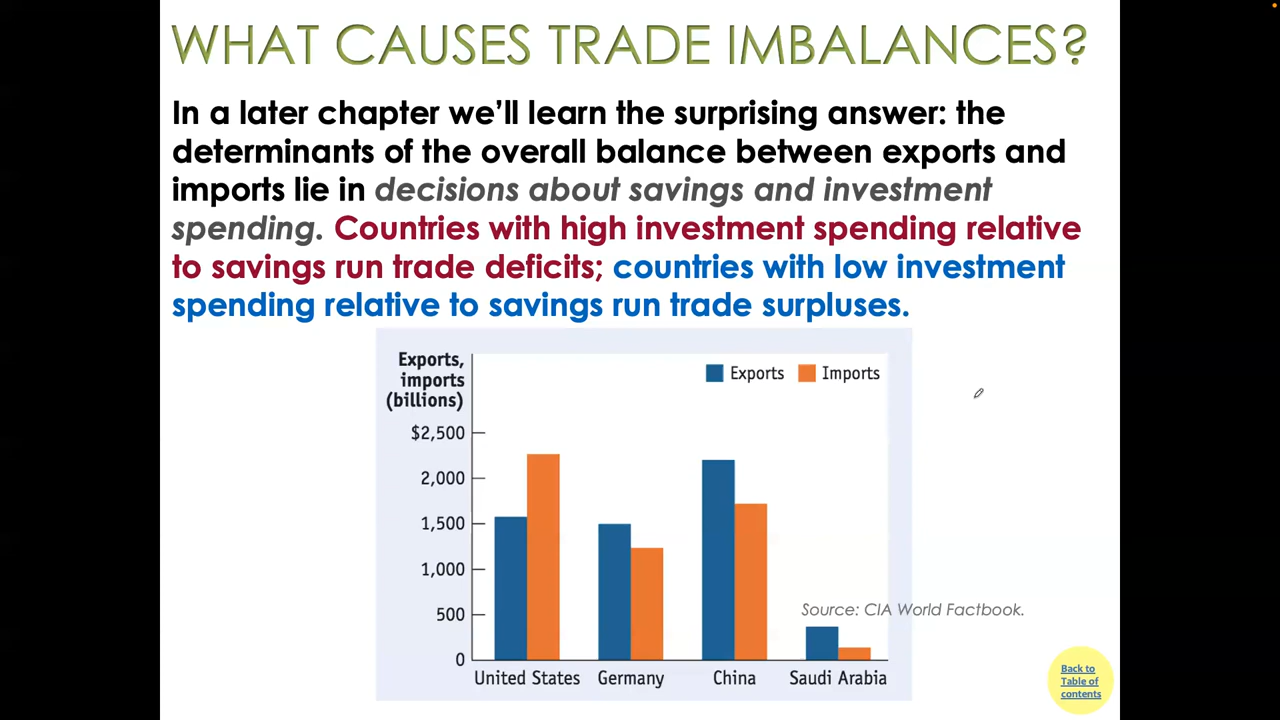 WHAT CAUSES TRADE IMBALANCES?
In a later chapter we'll learn the surprising answer: the
determinants of the overall balance between exports and
imports lie in decisions about savings and investment
spending. Countries with high investment spending relative
to savings run trade deficits; countries with low investment
spending relative to savings run trade surpluses.
Exports,
imports
(billions)
Exports
Imports
$2,500
2,000
1,500
1,000
500
0
United States
Germany
China
Saudi Arabia
Source: CIA World Factbook.
Back to
Table of
contents